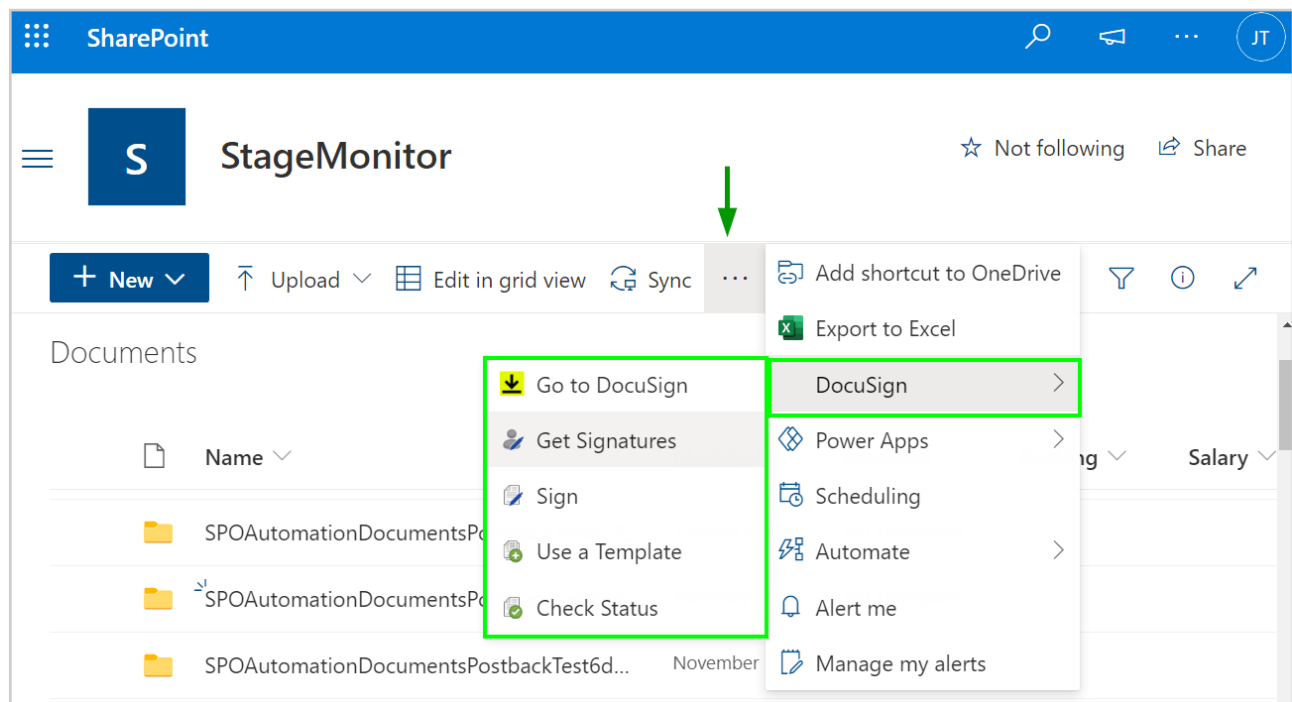 SharePoint
JT
S
StageMonitor
Not following
Share
New
Upload
Edit in grid view
Sync
Add shortcut to OneDrive
Export to Excel
DocuSign
Power Apps
Scheduling
Automate
Alert me
Manage my alerts
Go to DocuSign
Get Signatures
Sign
Use a Template
Check Status
Documents
Name
Salary
SPOAutomationDocumentsPostbackTest6d...
November